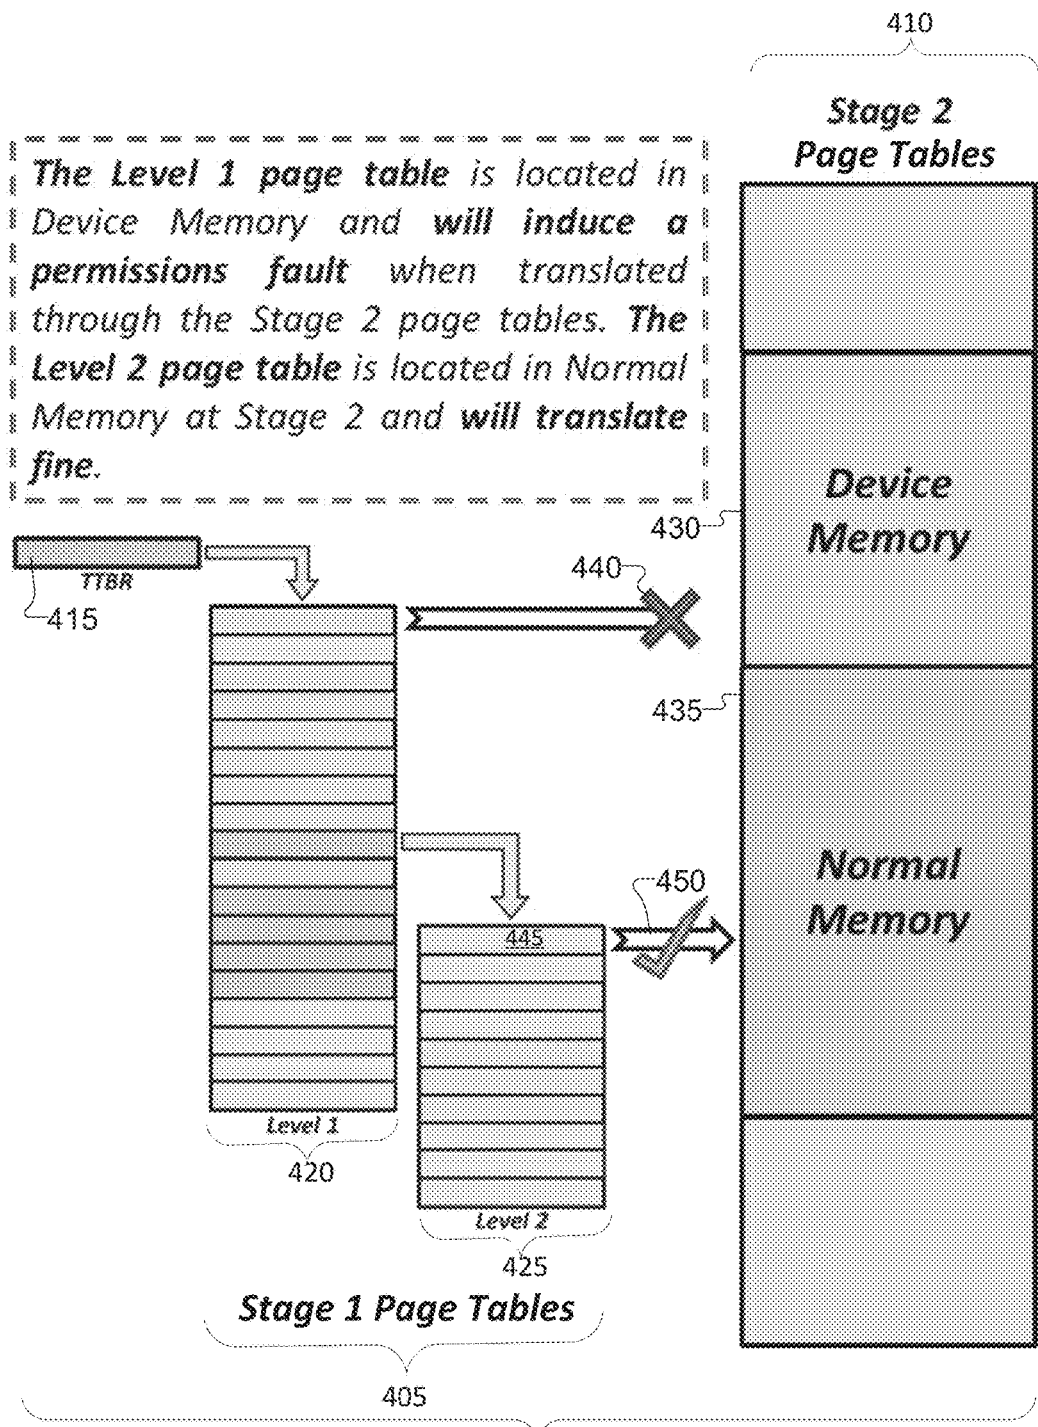 410
Stage 2
Page Tables
The Level 1 page table is located in
Device Memory and will induce a
permissions fault when translated
through the Stage 2 page tables. The
Level 2 page table is located in Normal
Memory at Stage 2 and will translate
fine.
430
Device
Memory
440
TTBR
415
435
450
Normal
Memory
445
Level 1
420
Level 2
425
Stage 1 Page Tables
405